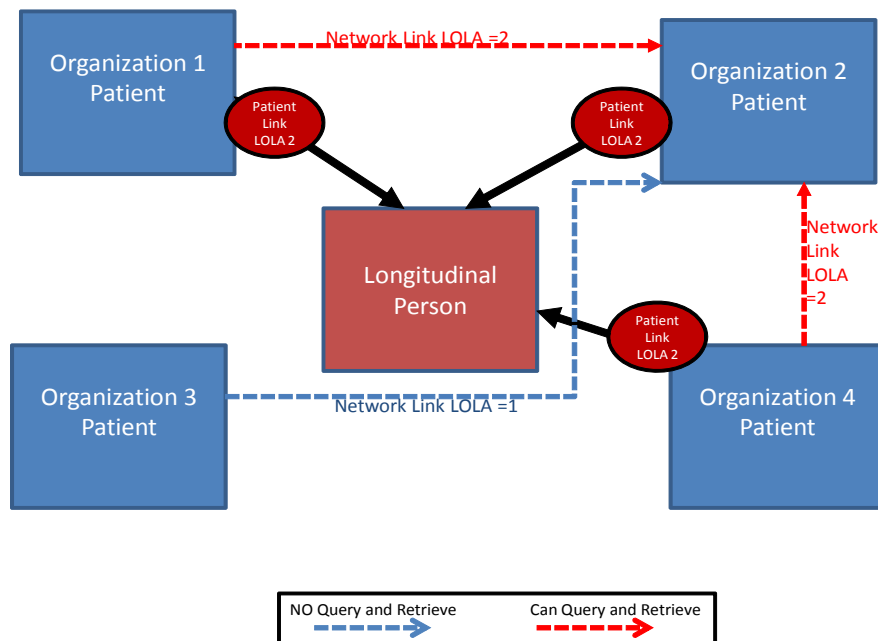 Network Link LOLA =2
Organization 1
Patient
Organization 2
Patient
Patient
Link
LOLA 2
Patient
Link
LOLA 2
Longitudinal
Person
Network
Link
LOLA
=2
Patient
Link
LOLA 2
Organization 3
Patient
Network Link LOLA =1
Organization 4
Patient
NO Query and Retrieve
Can Query and Retrieve